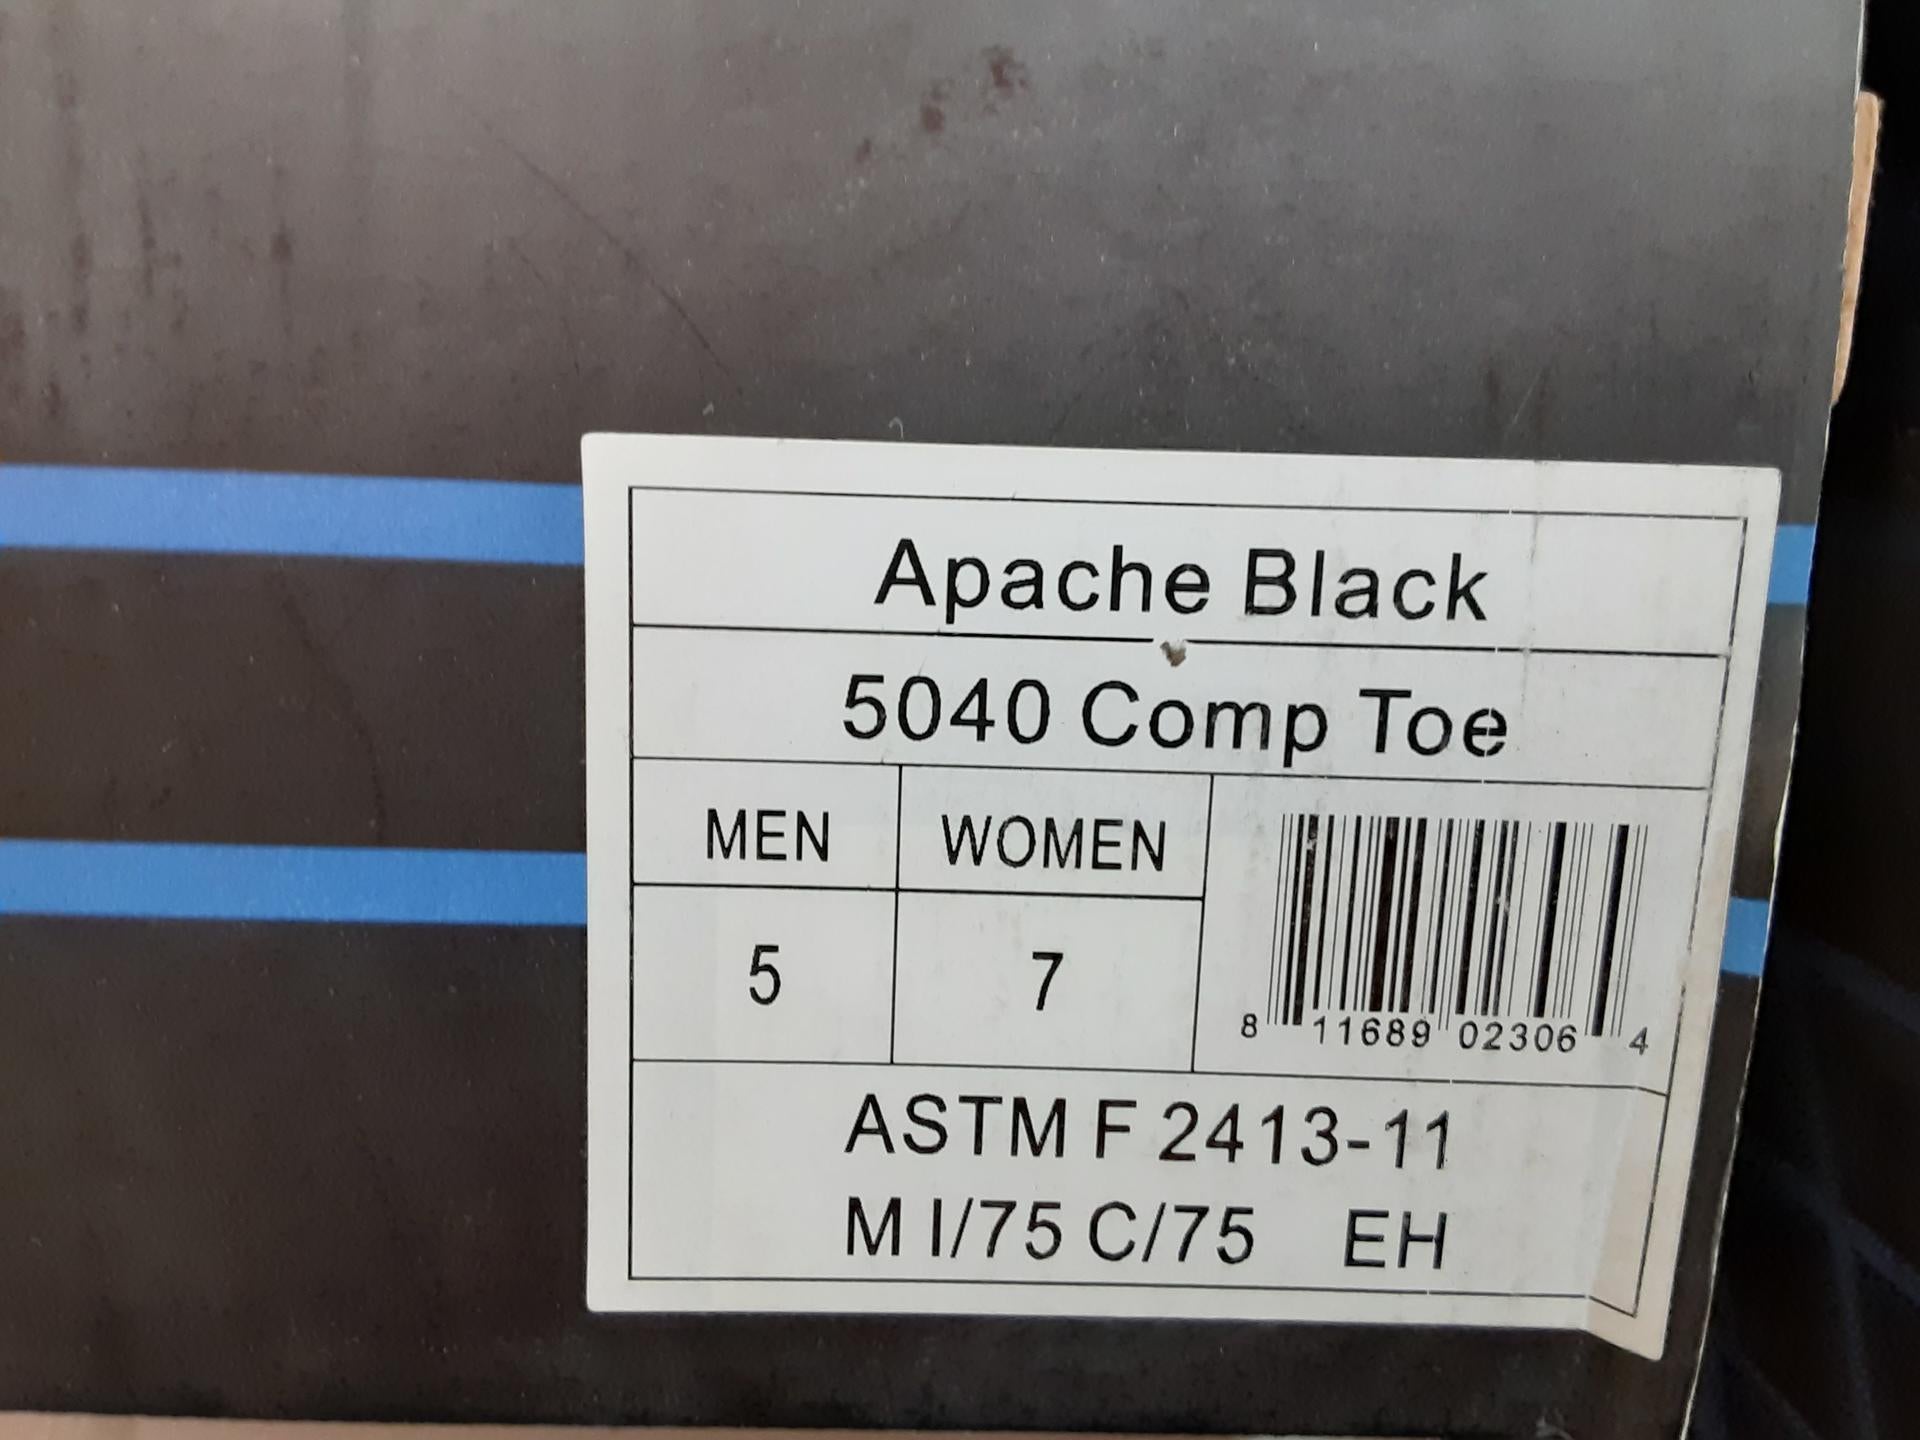 Apache Black
5040 Comp Toe
MEN WOMEN
5 7
8 11689 02306 4
ASTM F 2413-11
M I/75 C/75 EH